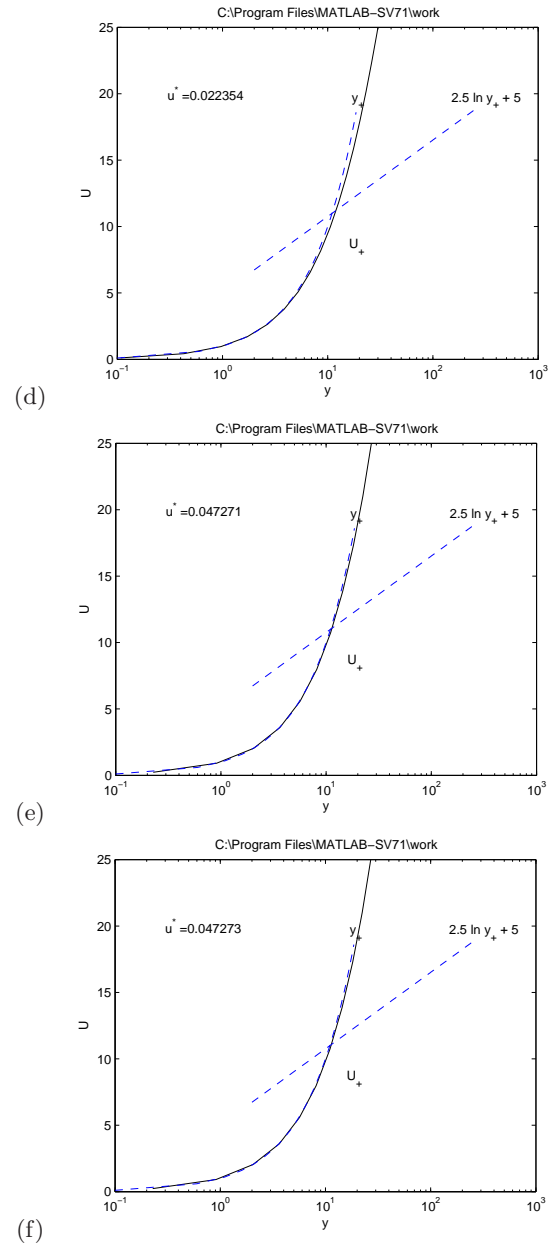 C:\Program Files\MATLAB−SV71\work
25
20
15
10
5
0
U
u*=0.022354
y+
2.5 ln y+ + 5
U+
10^−1
10^0
10^1
10^2
10^3
y
(d)
C:\Program Files\MATLAB−SV71\work
25
20
15
10
5
0
U
u*=0.047271
y+
2.5 ln y+ + 5
U+
10^−1
10^0
10^1
10^2
10^3
y
(e)
C:\Program Files\MATLAB−SV71\work
25
20
15
10
5
0
U
u*=0.047273
y+
2.5 ln y+ + 5
U+
10^−1
10^0
10^1
10^2
10^3
y
(f)